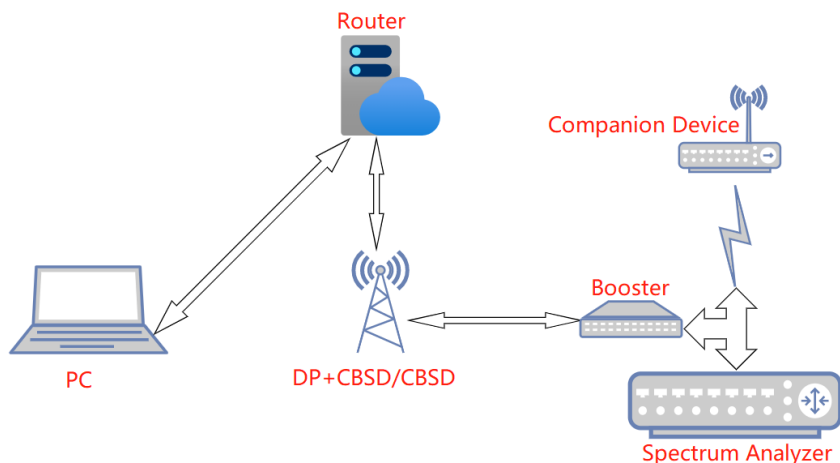 Router
Companion Device
Booster
PC
DP+CBSD/CBSD
Spectrum Analyzer